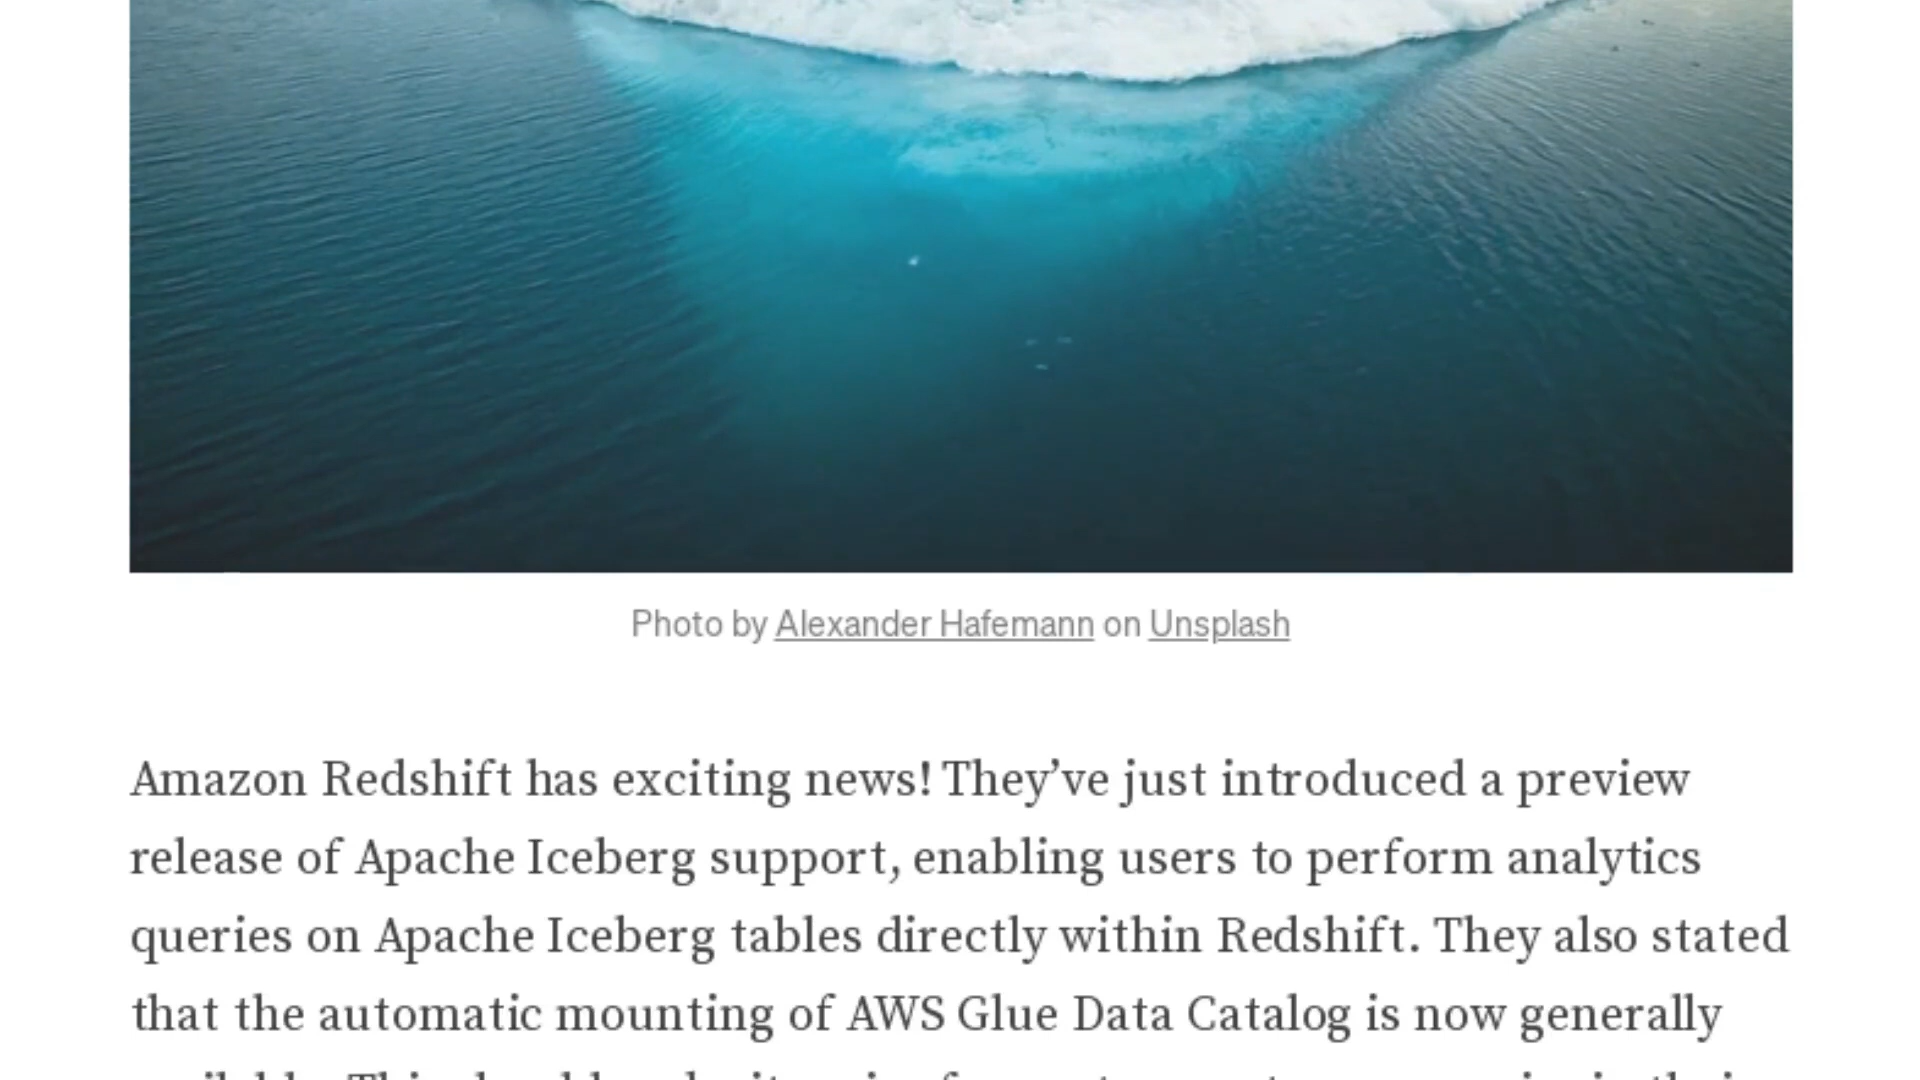 Photo by Alexander Hafemann on Unsplash
Amazon Redshift has exciting news! They’ve just introduced a preview
release of Apache Iceberg support, enabling users to perform analytics
queries on Apache Iceberg tables directly within Redshift. They also stated
that the automatic mounting of AWS Glue Data Catalog is now generally